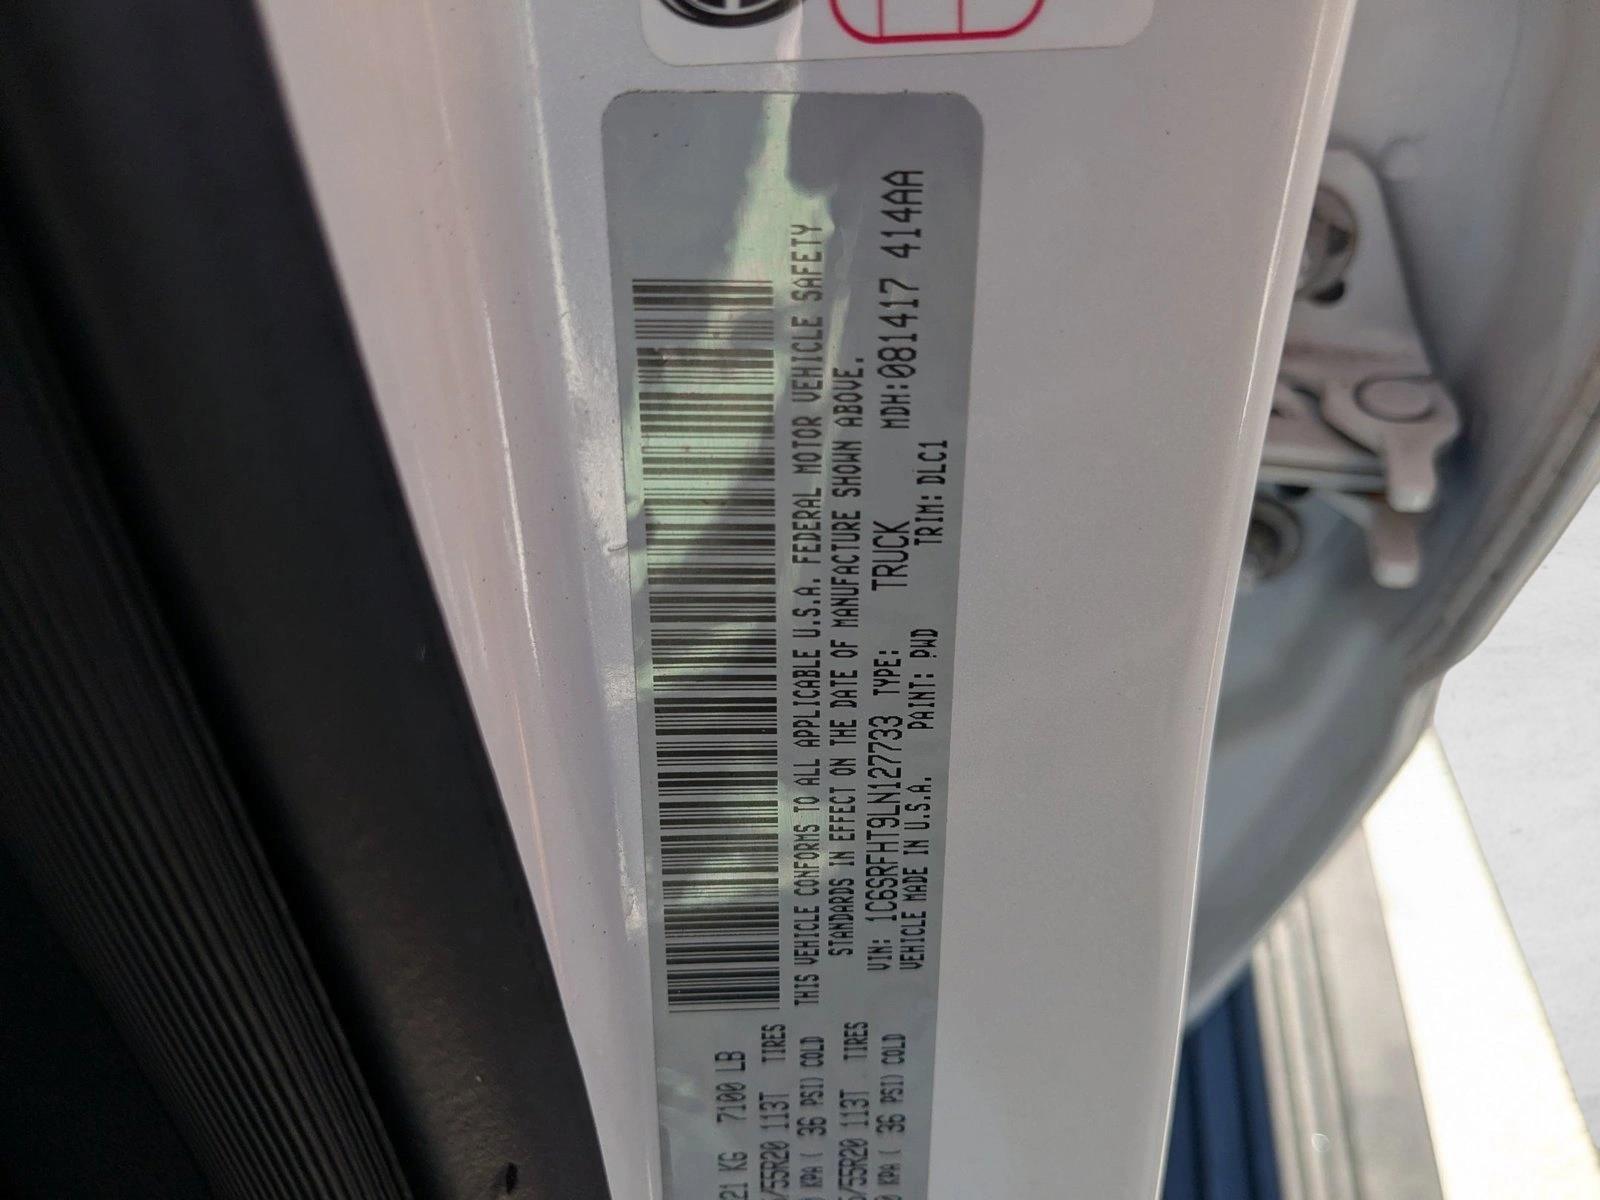 21 KG 7100 LB
/55R20 113T TIRES
KPA ( 36 PSI) COLD
/55R20 113T TIRES
KPA ( 36 PSI) COLD
THIS VEHICLE CONFORMS TO ALL APPLICABLE U.S.A. FEDERAL MOTOR VEHICLE SAFETY
STANDARDS IN EFFECT ON THE DATE OF MANUFACTURE SHOWN ABOVE.
VIN: 1C6SRFHT9LN127733 TYPE: TRUCK MDH:081417 414AA
VEHICLE MADE IN U.S.A. PAINT: PWD TRIM: DLC1